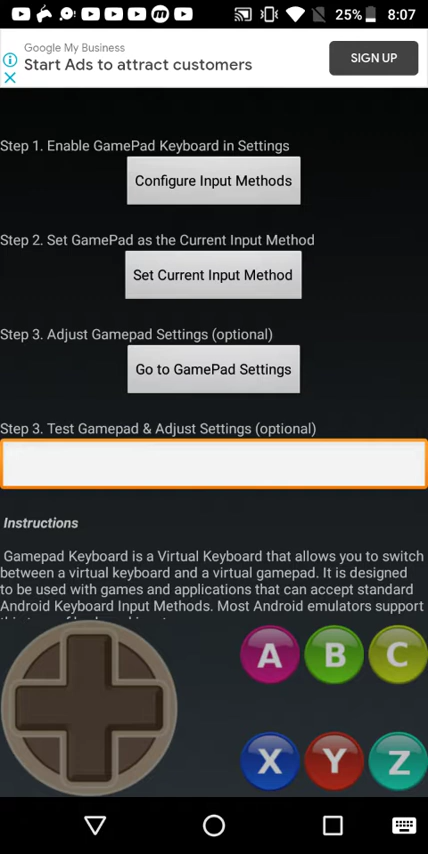 25% 8:07
Google My Business
Start Ads to attract customers
SIGN UP
Step 1. Enable GamePad Keyboard in Settings
Configure Input Methods
Step 2. Set GamePad as the Current Input Method
Set Current Input Method
Step 3. Adjust Gamepad Settings (optional)
Go to GamePad Settings
Step 3. Test Gamepad & Adjust Settings (optional)
Instructions
Gamepad Keyboard is a Virtual Keyboard that allows you to switch
between a virtual keyboard and a virtual gamepad. It is designed
to be used with games and applications that can accept standard
Android Keyboard Input Methods. Most Android emulators support
A B C
X Y Z